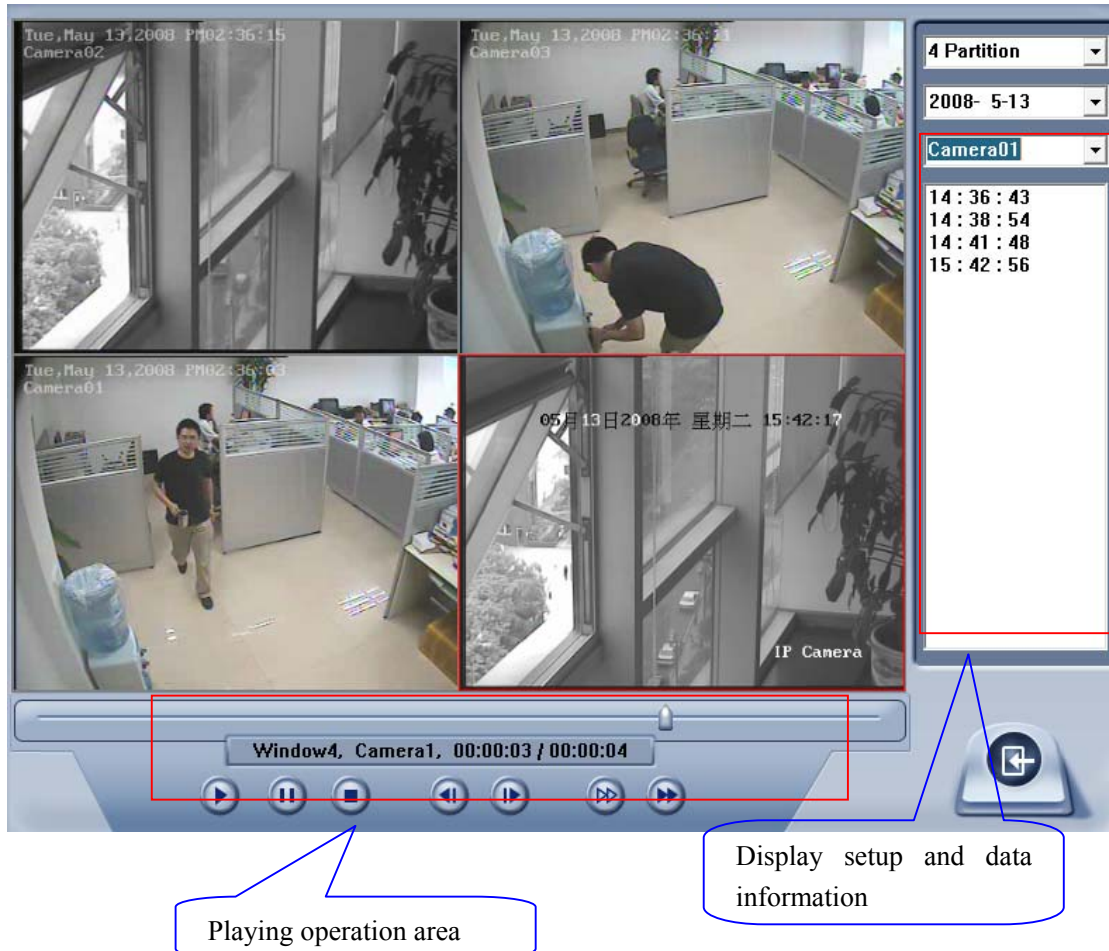 Tue,May 13,2008 PM02:36:15
Camera02
Tue,May 13,2008 PM02:36:11
Camera03
Tue,May 13,2008 PM02:36:03
Camera01
05月13日2008年 星期二 15:42:17
IP Camera
4 Partition
2008- 5-13
Camera01
14:36:43
14:38:54
14:41:48
15:42:56
Window4, Camera1, 00:00:03 / 00:00:04
Display setup and data
information
Playing operation area